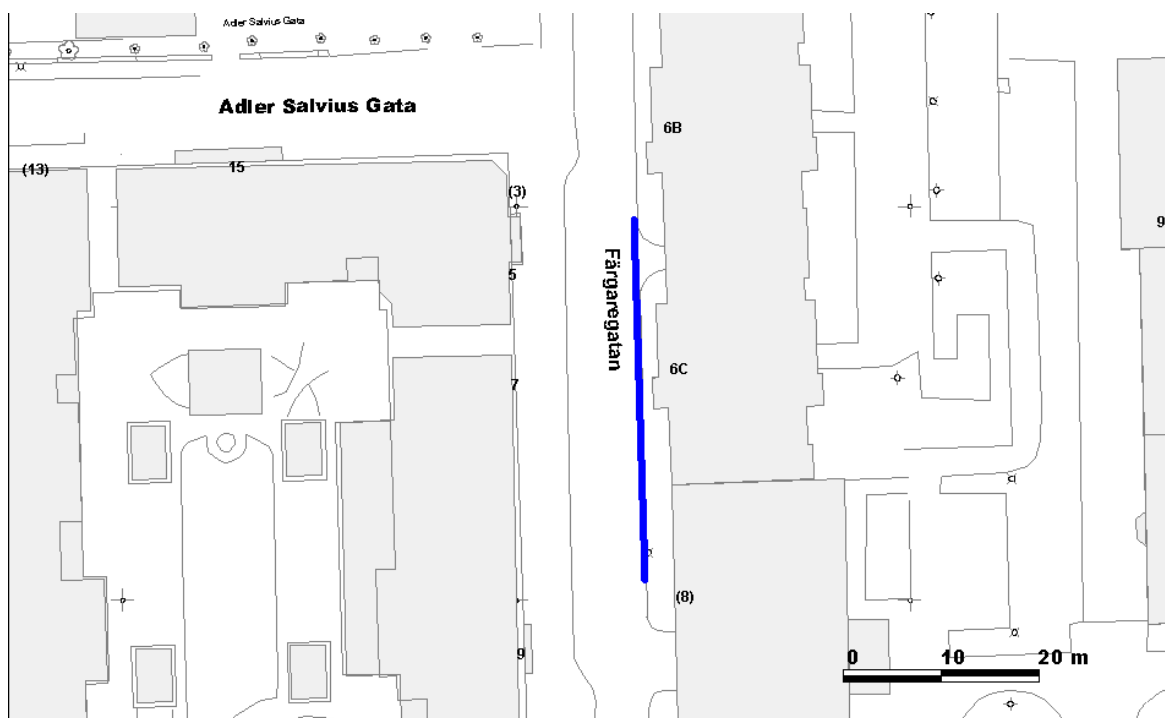 Adler Salvius Gata
Adler Salvius Gata
6B
(13)
15
(3)
9
5
Färgaregatan
6C
7
(8)
9
0 10 20 m